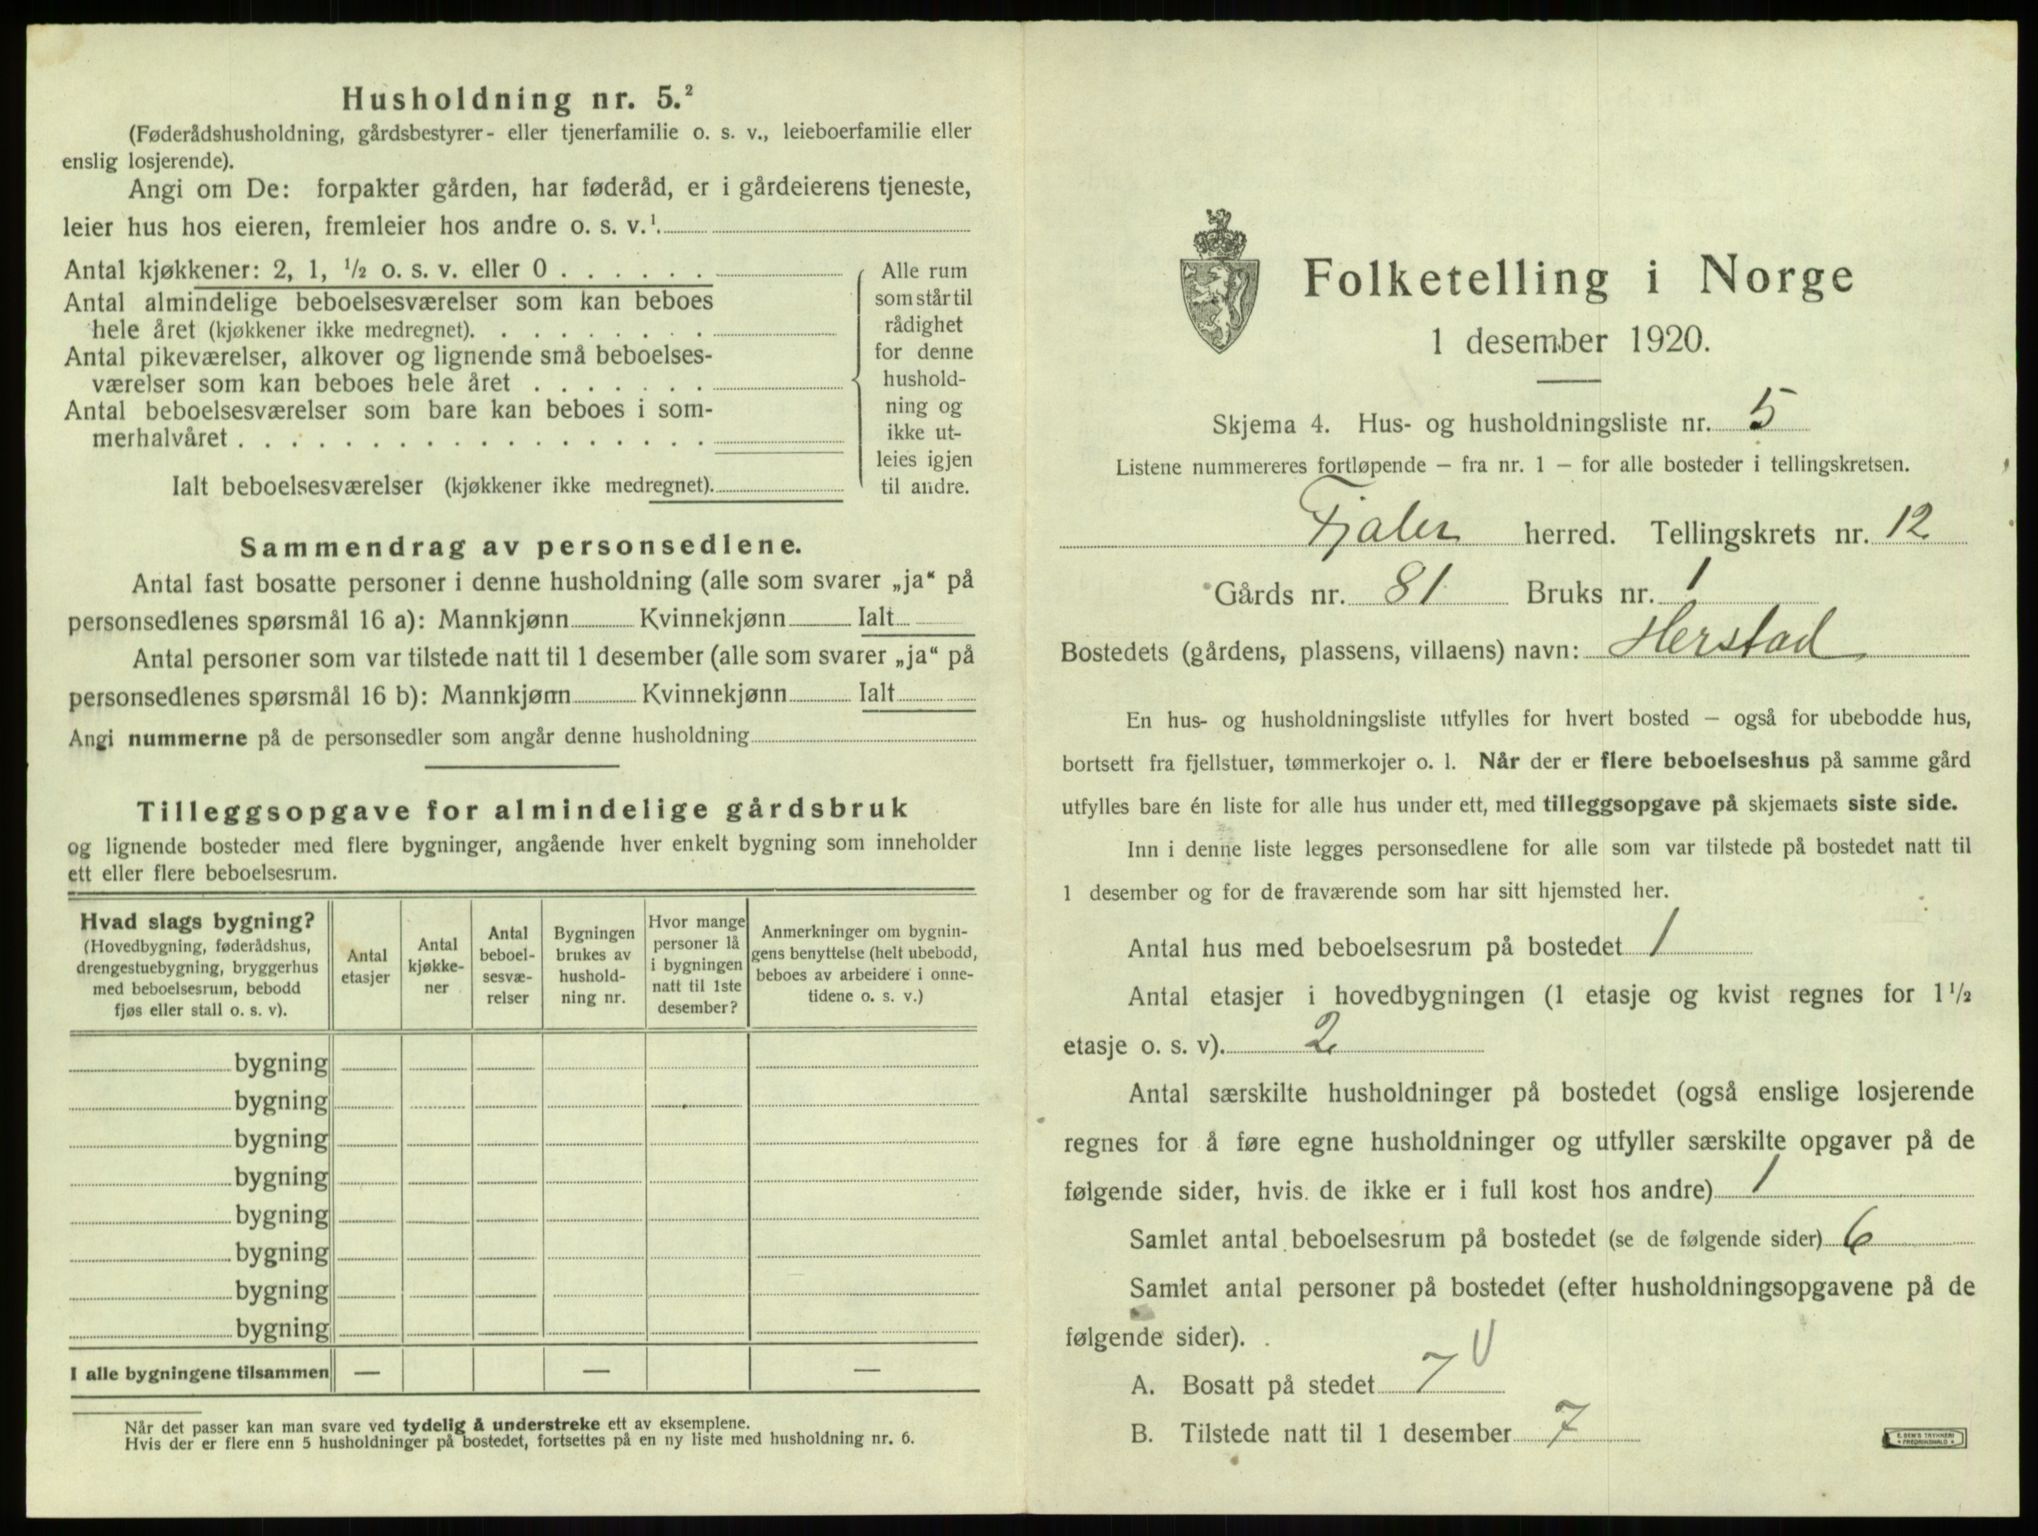 Husholdning nr. 5.²
(Føderådshusholdning, gårdsbestyrer- eller tjenerfamilie o. s. v., leieboerfamilie eller
enslig losjerende).
Angi om De: forpakter gården, har føderåd, er i gårdeierens tjeneste,
leier hus hos eieren, fremleier hos andre o. s. v.¹
Antal kjøkkener: 2, 1, ½ o. s. v. eller 0 . . . . . .
Antal almindelige beboelsesværelser som kan beboes
hele året (kjøkkener ikke medregnet). . . . . . . . .
Antal pikeværelser, alkover og lignende små beboelses-
værelser som kan beboes hele året . . . . . . .
Antal beboelsesværelser som bare kan beboes i som-
merhalvåret . . . . . . . . . . . . . . . . . .
Ialt beboelsesværelser (kjøkkener ikke medregnet).
Alle rum
som står til
rådighet
for denne
hushold-
ning og
ikke ut-
leies igjen
til andre.
Sammendrag av personsedlene.
Antal fast bosatte personer i denne husholdning (alle som svarer „ja“ på
personsedlenes spørsmål 16 a): Mannkjønn Kvinnekjønn Ialt
Antal personer som var tilstede natt til 1 desember (alle som svarer „ja“ på
personsedlenes spørsmål 16 b): Mannkjønn Kvinnekjønn Ialt
Angi nummerne på de personsedler som angår denne husholdning
Tilleggsopgave for almindelige gårdsbruk
og lignende bosteder med flere bygninger, angående hver enkelt bygning som inneholder
ett eller flere beboelsesrum.
Hvad slags bygning?
(Hovedbygning, føderådshus,
drengestuebygning, bryggerhus
med beboelsesrum, bebodd
fjøs eller stall o. s. v).
Antal
etasjer
Antal
kjøkke-
ner
Antal
beboel-
sesvæ-
relser
Bygningen
brukes av
hushold-
ning nr.
Hvor mange
personer lå
i bygningen
natt til 1ste
desember?
Anmerkninger om bygnin-
gens benyttelse (helt ubebodd,
beboes av arbeidere i onne-
tidene o. s. v.)
bygning
bygning
bygning
bygning
bygning
bygning
bygning
bygning
I alle bygningene tilsammen — — —
Når det passer kan man svare ved tydelig å understreke ett av eksemplene.
Hvis der er flere enn 5 husholdninger på bostedet, fortsettes på en ny liste med husholdning nr. 6.
Folketelling i Norge
1 desember 1920.
Skjema 4. Hus- og husholdningsliste nr. 5
Listene nummereres fortløpende – fra nr. 1 – for alle bosteder i tellingskretsen.
Fjaler herred. Tellingskrets nr. 12
Gårds nr. 81 Bruks nr. 1
Bostedets (gårdens, plassens, villaens) navn: Herstad
En hus- og husholdningsliste utfylles for hvert bosted – også for ubebodde hus,
bortsett fra fjellstuer, tømmerkojer o. l. Når der er flere beboelseshus på samme gård
utfylles bare én liste for alle hus under ett, med tilleggsopgave på skjemaets siste side.
Inn i denne liste legges personsedlene for alle som var tilstede på bostedet natt til
1 desember og for de fraværende som har sitt hjemsted her.
Antal hus med beboelsesrum på bostedet 1
Antal etasjer i hovedbygningen (1 etasje og kvist regnes for 1½
etasje o. s. v). 2
Antal særskilte husholdninger på bostedet (også enslige losjerende
regnes for å føre egne husholdninger og utfyller særskilte opgaver på de
følgende sider, hvis de ikke er i full kost hos andre) 1
Samlet antal beboelsesrum på bostedet (se de følgende sider) 6
Samlet antal personer på bostedet (efter husholdningsopgavene på de
følgende sider).
A. Bosatt på stedet 7
B. Tilstede natt til 1 desember 7